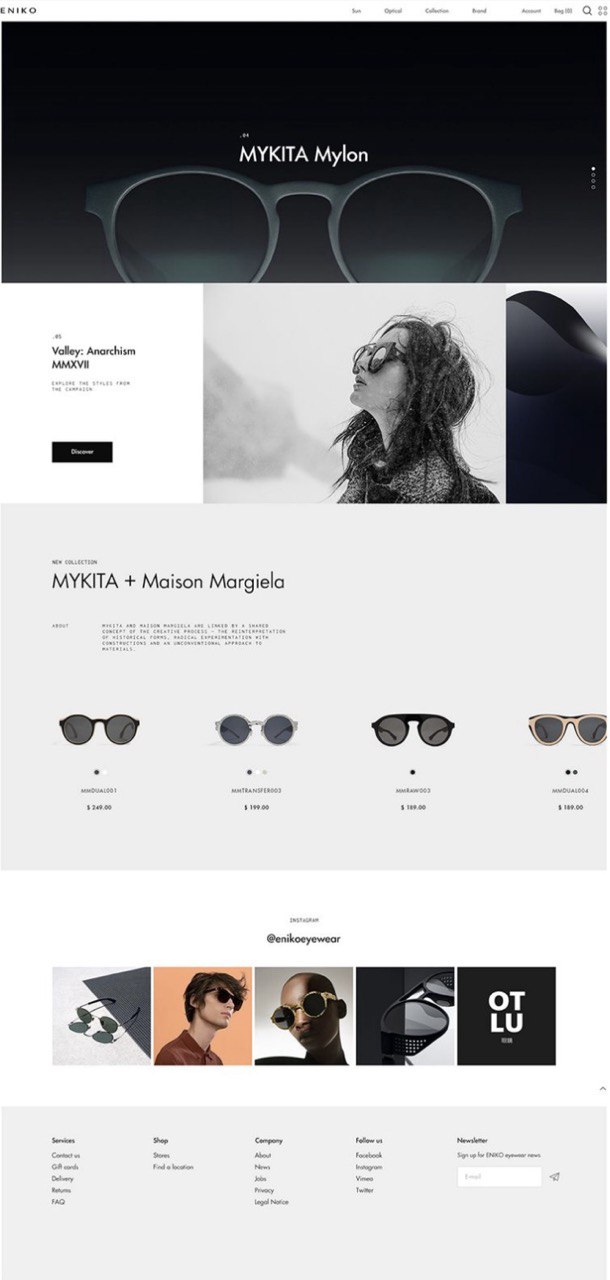 ENIKO
Sun Optical Collection Brand Account Bag (0)
.04
MYKITA Mylon
.05
Valley: Anarchism
MMXVII
EXPLORE THE STYLES FROM
THE CAMPAIGN
Discover
NEW COLLECTION
MYKITA + Maison Margiela
ABOUT
MYKITA AND MAISON MARGIELA ARE LINKED BY A SHARED
CONCEPT OF THE CREATIVE PROCESS – THE REINTERPRETATION
OF HISTORICAL FORMS, RADICAL EXPERIMENTATION WITH
CONSTRUCTIONS AND AN UNCONVENTIONAL APPROACH TO
MATERIALS.
MMDUAL001 MMTRANSFER003 MMRAW003 MMDUAL004
$ 249.00 $ 199.00 $ 189.00 $ 189.00
INSTAGRAM
@enikoeyewear
OT
LU
Services
Contact us
Gift cards
Delivery
Returns
FAQ
Shop
Stores
Find a location
Company
About
News
Jobs
Privacy
Legal Notice
Follow us
Facebook
Instagram
Vimeo
Twitter
Newsletter
Sign up for ENIKO eyewear news
E-mail